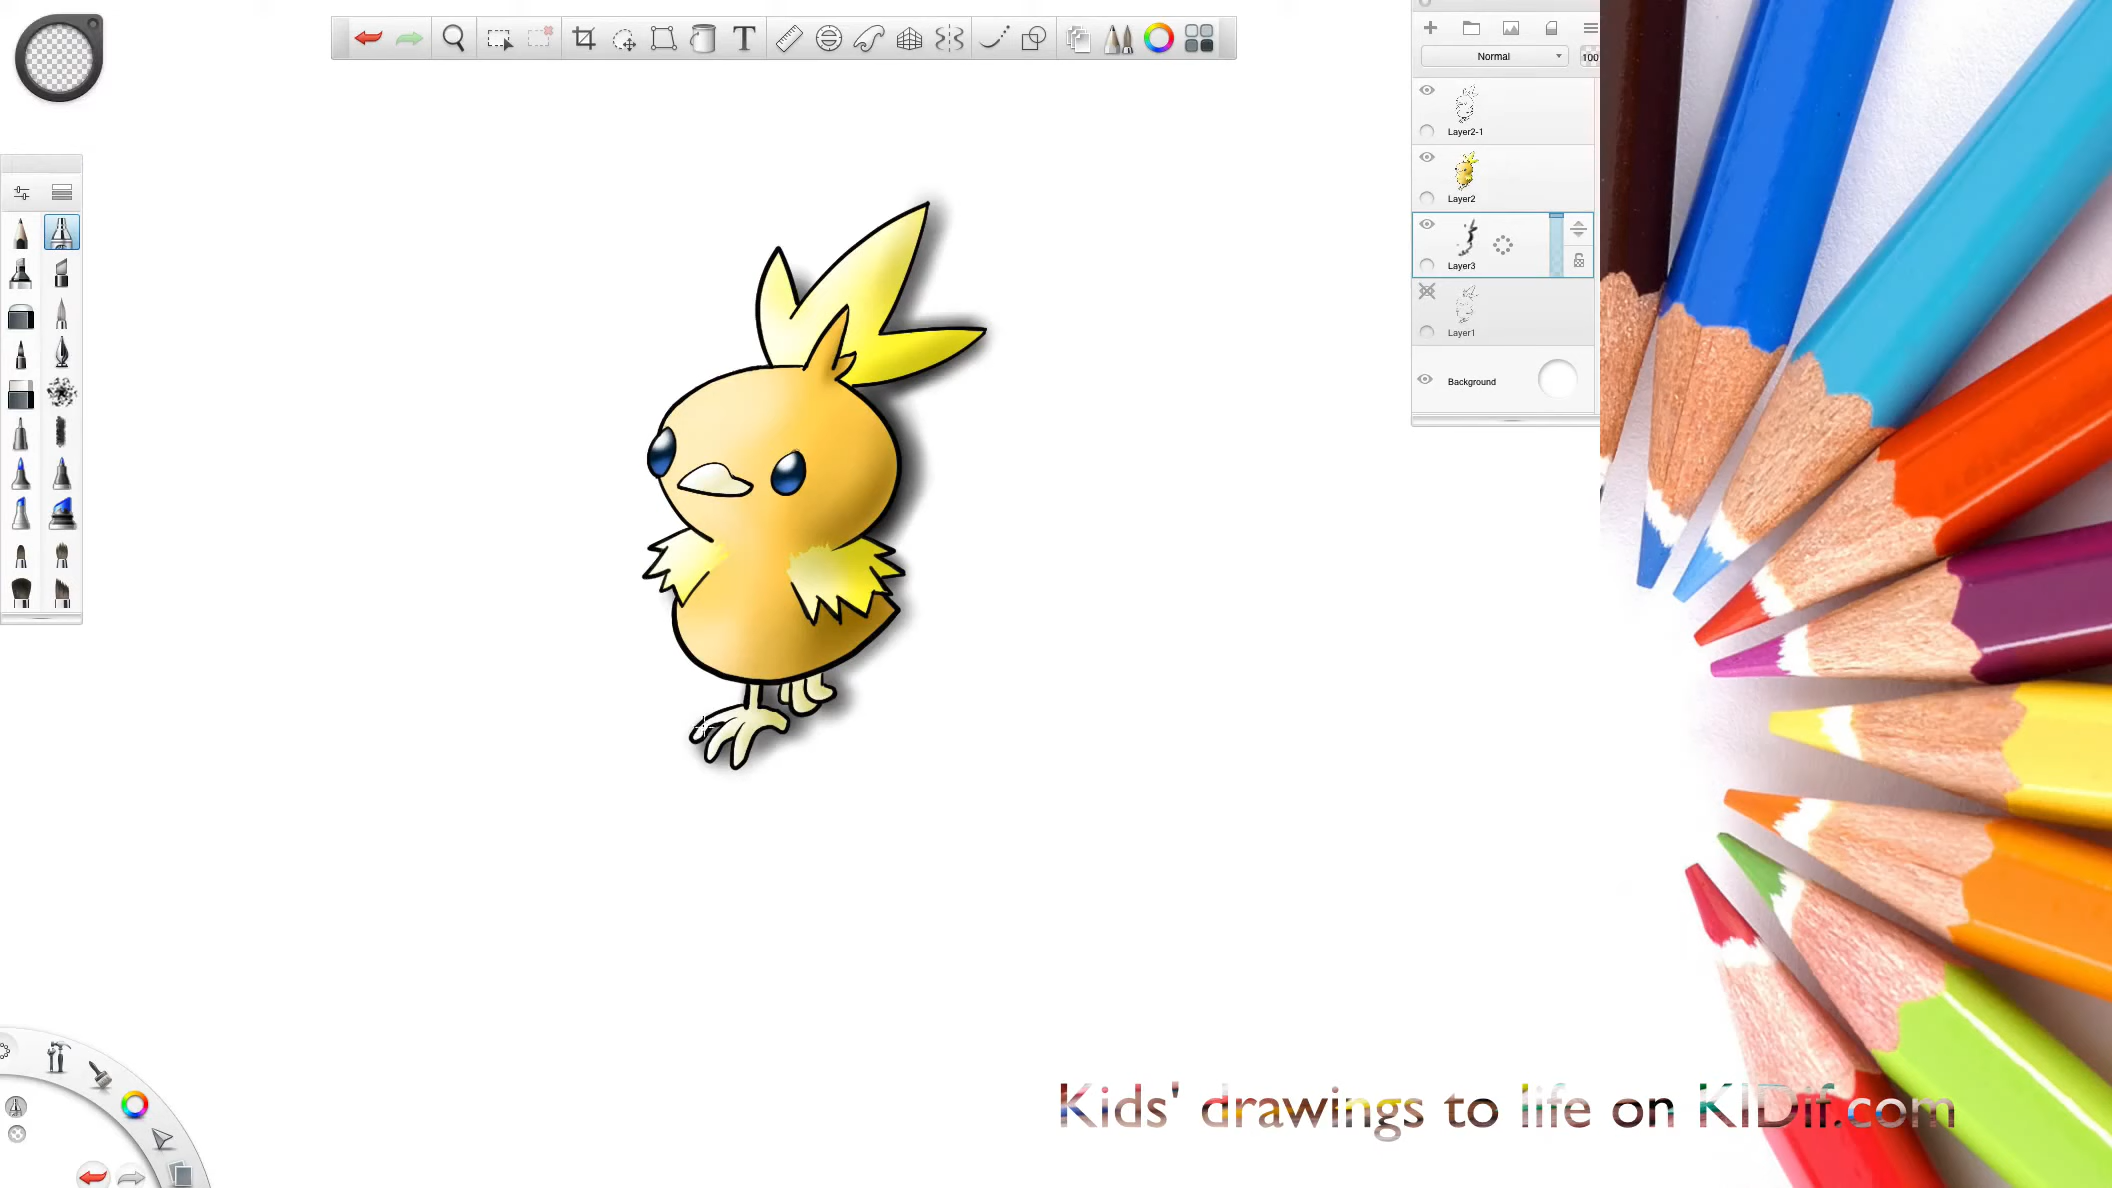 T
Normal
100
Layer2-1
Layer2
Layer3
Layer1
Background
Kids' drawings to life on KIDif.com